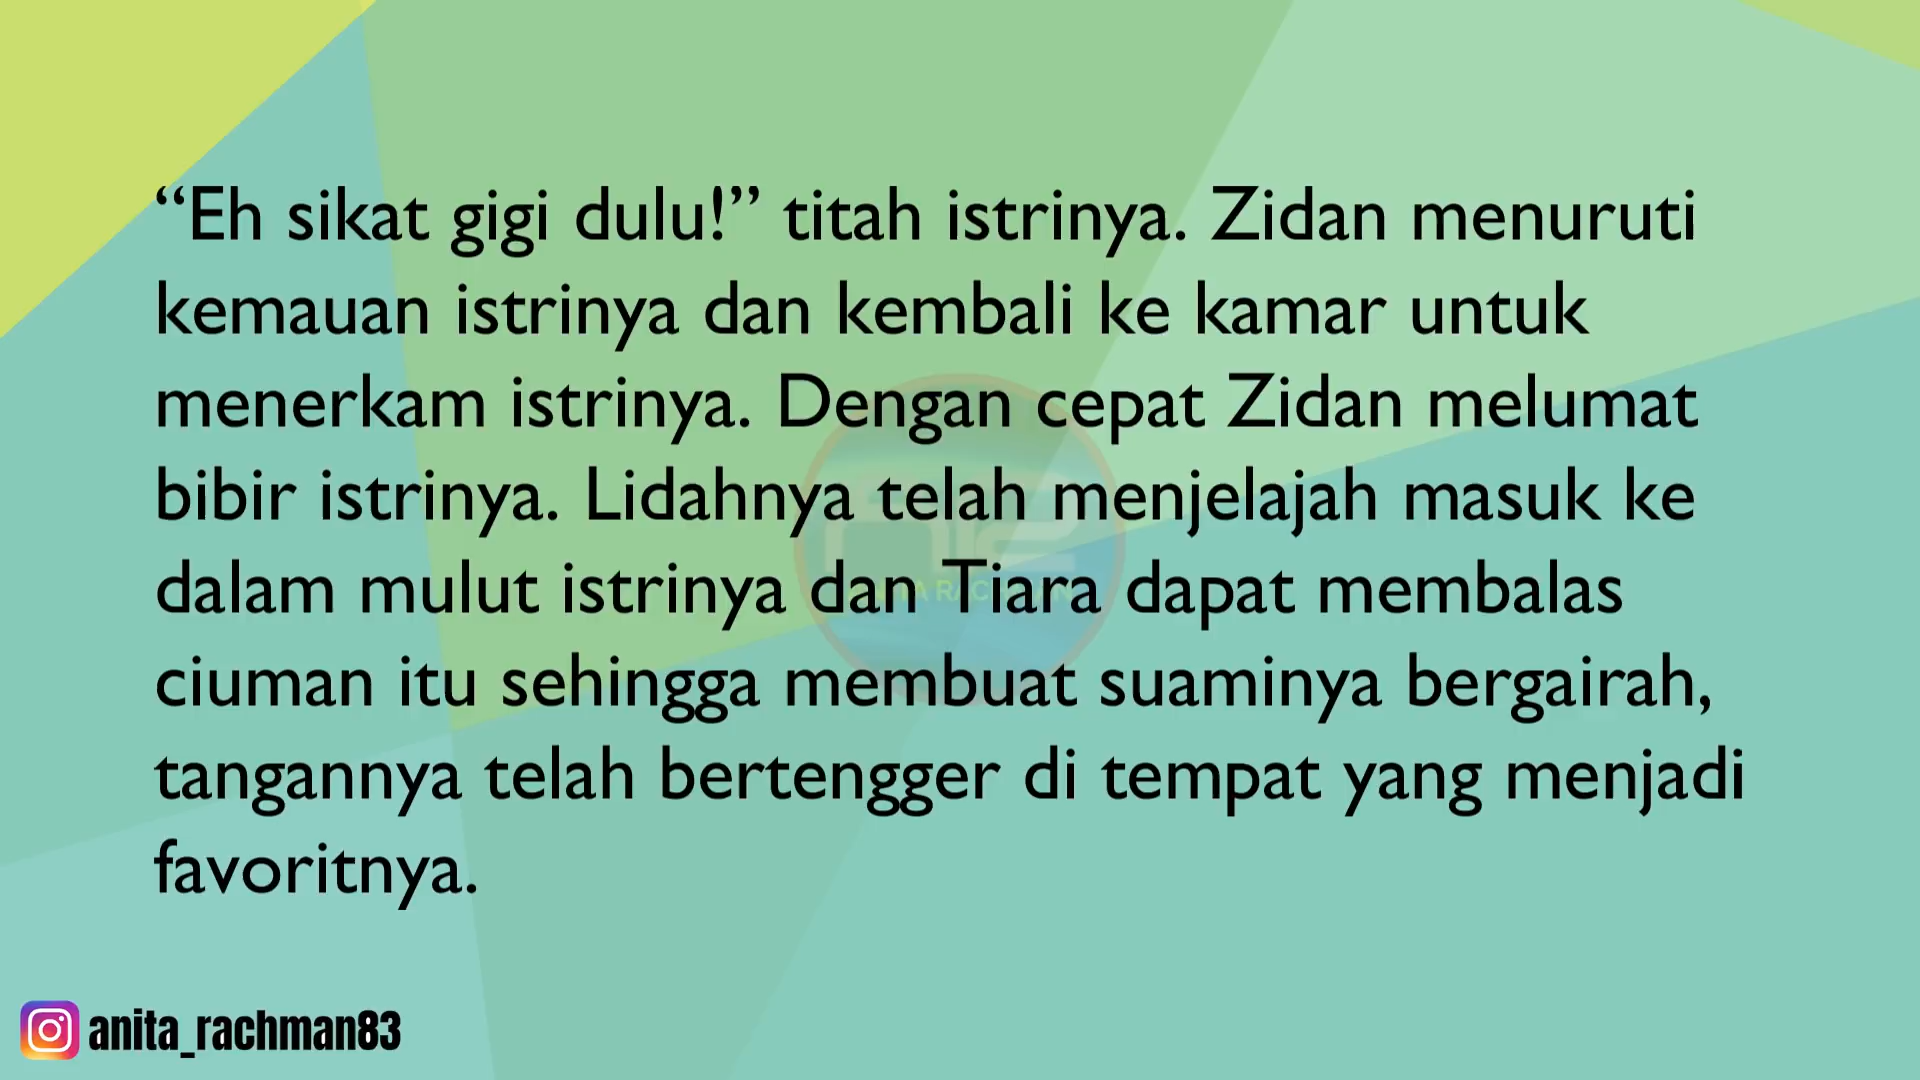 “Eh sikat gigi dulu!” titah istrinya. Zidan menuruti
kemauan istrinya dan kembali ke kamar untuk
menerkam istrinya. Dengan cepat Zidan melumat
bibir istrinya. Lidahnya telah menjelajah masuk ke
dalam mulut istrinya dan Tiara dapat membalas
ciuman itu sehingga membuat suaminya bergairah,
tangannya telah bertengger di tempat yang menjadi
favoritnya.
anita_rachman83